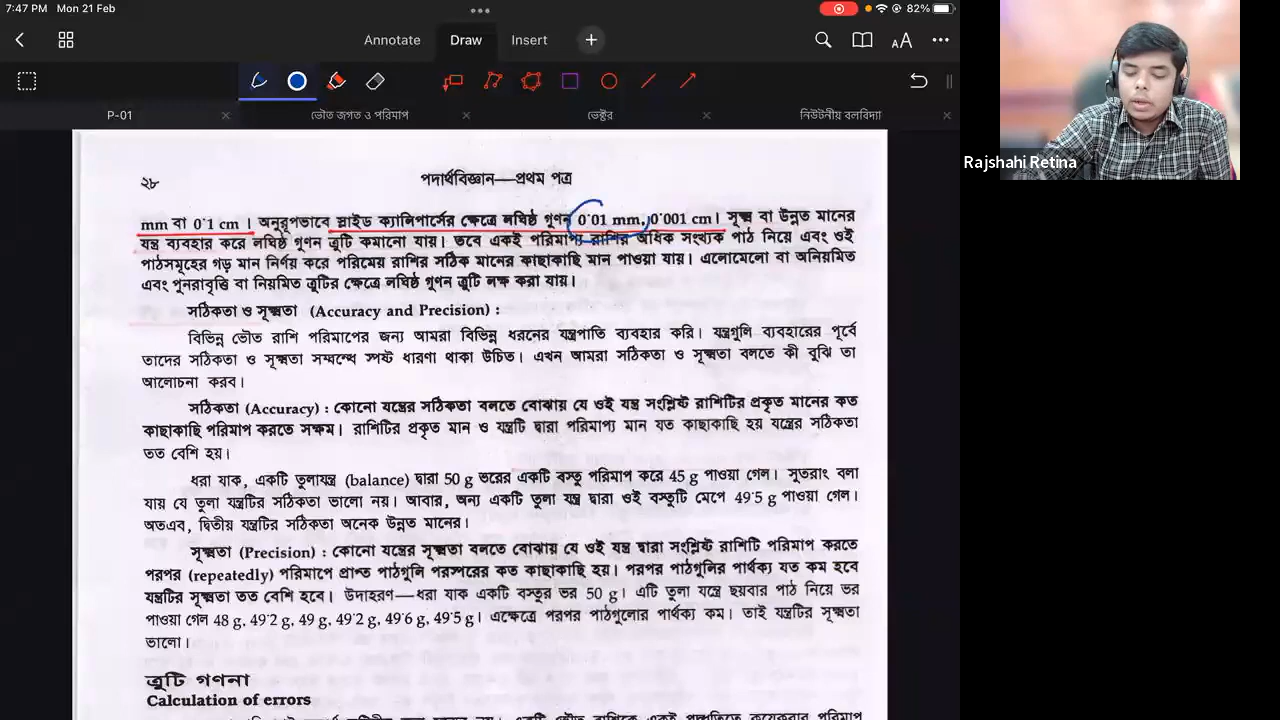 7:47 PM Mon 21 Feb
82%
Annotate Draw Insert
AA
P-01 ভৌত জগত ও পরিমাপ ভেক্টর নিউটনীয় বলবিদ্যা
Rajshahi Retina
২৮ পদার্থবিজ্ঞান—প্রথম পত্র
mm বা 0·1 cm । অনুরূপভাবে স্লাইড ক্যালিপার্সের ক্ষেত্রে লঘিষ্ঠ গুণন 0·01 mm, 0·001 cm। সূক্ষ্ম বা উন্নত মানের
যন্ত্র ব্যবহার করে লঘিষ্ঠ গুণন ত্রুটি কমানো যায়। তবে একই পরিমাপ্য রাশির অধিক সংখ্যক পাঠ নিয়ে এবং ওই
পাঠসমূহের গড় মান নির্ণয় করে পরিমেয় রাশির সঠিক মানের কাছাকাছি মান পাওয়া যায়। এলোমেলো বা অনিয়মিত
এবং পুনরাবৃত্তি বা নিয়মিত ত্রুটির ক্ষেত্রে লঘিষ্ঠ গুণন ত্রুটি লক্ষ করা যায়।
সঠিকতা ও সূক্ষ্মতা (Accuracy and Precision) :
বিভিন্ন ভৌত রাশি পরিমাপের জন্য আমরা বিভিন্ন ধরনের যন্ত্রপাতি ব্যবহার করি। যন্ত্রগুলি ব্যবহারের পূর্বে
তাদের সঠিকতা ও সূক্ষ্মতা সম্বন্ধে স্পষ্ট ধারণা থাকা উচিত। এখন আমরা সঠিকতা ও সূক্ষ্মতা বলতে কী বুঝি তা
আলোচনা করব।
সঠিকতা (Accuracy) : কোনো যন্ত্রের সঠিকতা বলতে বোঝায় যে ওই যন্ত্র সংশ্লিষ্ট রাশিটির প্রকৃত মানের কত
কাছাকাছি পরিমাপ করতে সক্ষম। রাশিটির প্রকৃত মান ও যন্ত্রটি দ্বারা পরিমাপ্য মান যত কাছাকাছি হয় যন্ত্রের সঠিকতা
তত বেশি হয়।
ধরা যাক, একটি তুলাযন্ত্র (balance) দ্বারা 50 g ভরের একটি বস্তু পরিমাপ করে 45 g পাওয়া গেল। সুতরাং বলা
যায় যে তুলা যন্ত্রটির সঠিকতা ভালো নয়। আবার, অন্য একটি তুলা যন্ত্র দ্বারা ওই বস্তুটি মেপে 49·5 g পাওয়া গেল।
অতএব, দ্বিতীয় যন্ত্রটির সঠিকতা অনেক উন্নত মানের।
সূক্ষ্মতা (Precision) : কোনো যন্ত্রের সূক্ষ্মতা বলতে বোঝায় যে ওই যন্ত্র দ্বারা সংশ্লিষ্ট রাশিটি পরিমাপ করতে
পরপর (repeatedly) পরিমাপে প্রাপ্ত পাঠগুলি পরস্পরের কত কাছাকাছি হয়। পরপর পাঠগুলির পার্থক্য যত কম হবে
যন্ত্রটির সূক্ষ্মতা তত বেশি হবে। উদাহরণ—ধরা যাক একটি বস্তুর ভর 50 g। এটি তুলা যন্ত্রে ছয়বার পাঠ নিয়ে ভর
পাওয়া গেল 48 g, 49·2 g, 49 g, 49·2 g, 49·6 g, 49·5 g। এক্ষেত্রে পরপর পাঠগুলোর পার্থক্য কম। তাই যন্ত্রটির সূক্ষ্মতা
ভালো।
ত্রুটি গণনা
Calculation of errors
একটি ভৌত রাশিকে একই পদ্ধতিতে কয়েকবার পরিমাপ